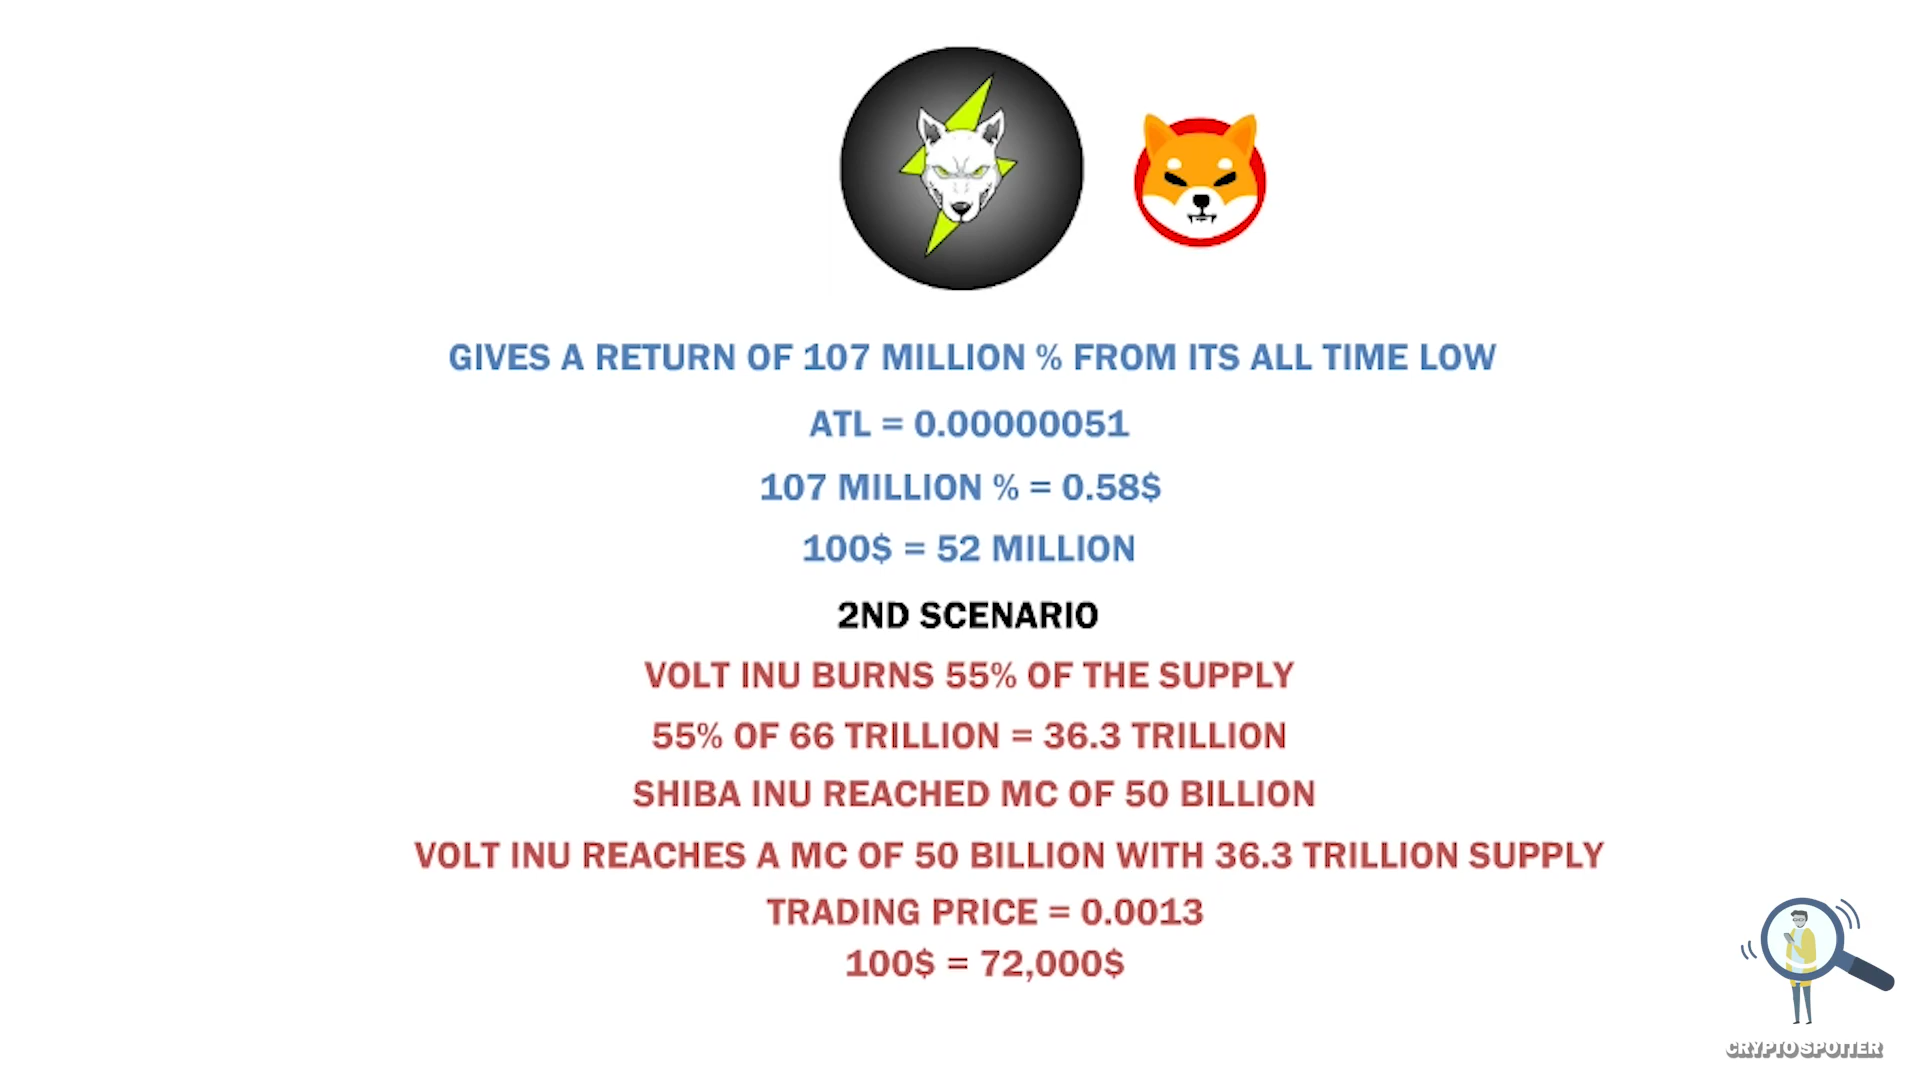 GIVES A RETURN OF 107 MILLION % FROM ITS ALL TIME LOW
ATL = 0.00000051
107 MILLION % = 0.58$
100$ = 52 MILLION
2ND SCENARIO
VOLT INU BURNS 55% OF THE SUPPLY
55% OF 66 TRILLION = 36.3 TRILLION
SHIBA INU REACHED MC OF 50 BILLION
VOLT INU REACHES A MC OF 50 BILLION WITH 36.3 TRILLION SUPPLY
TRADING PRICE = 0.0013
100$ = 72,000$
CRYPTO SPOTTER